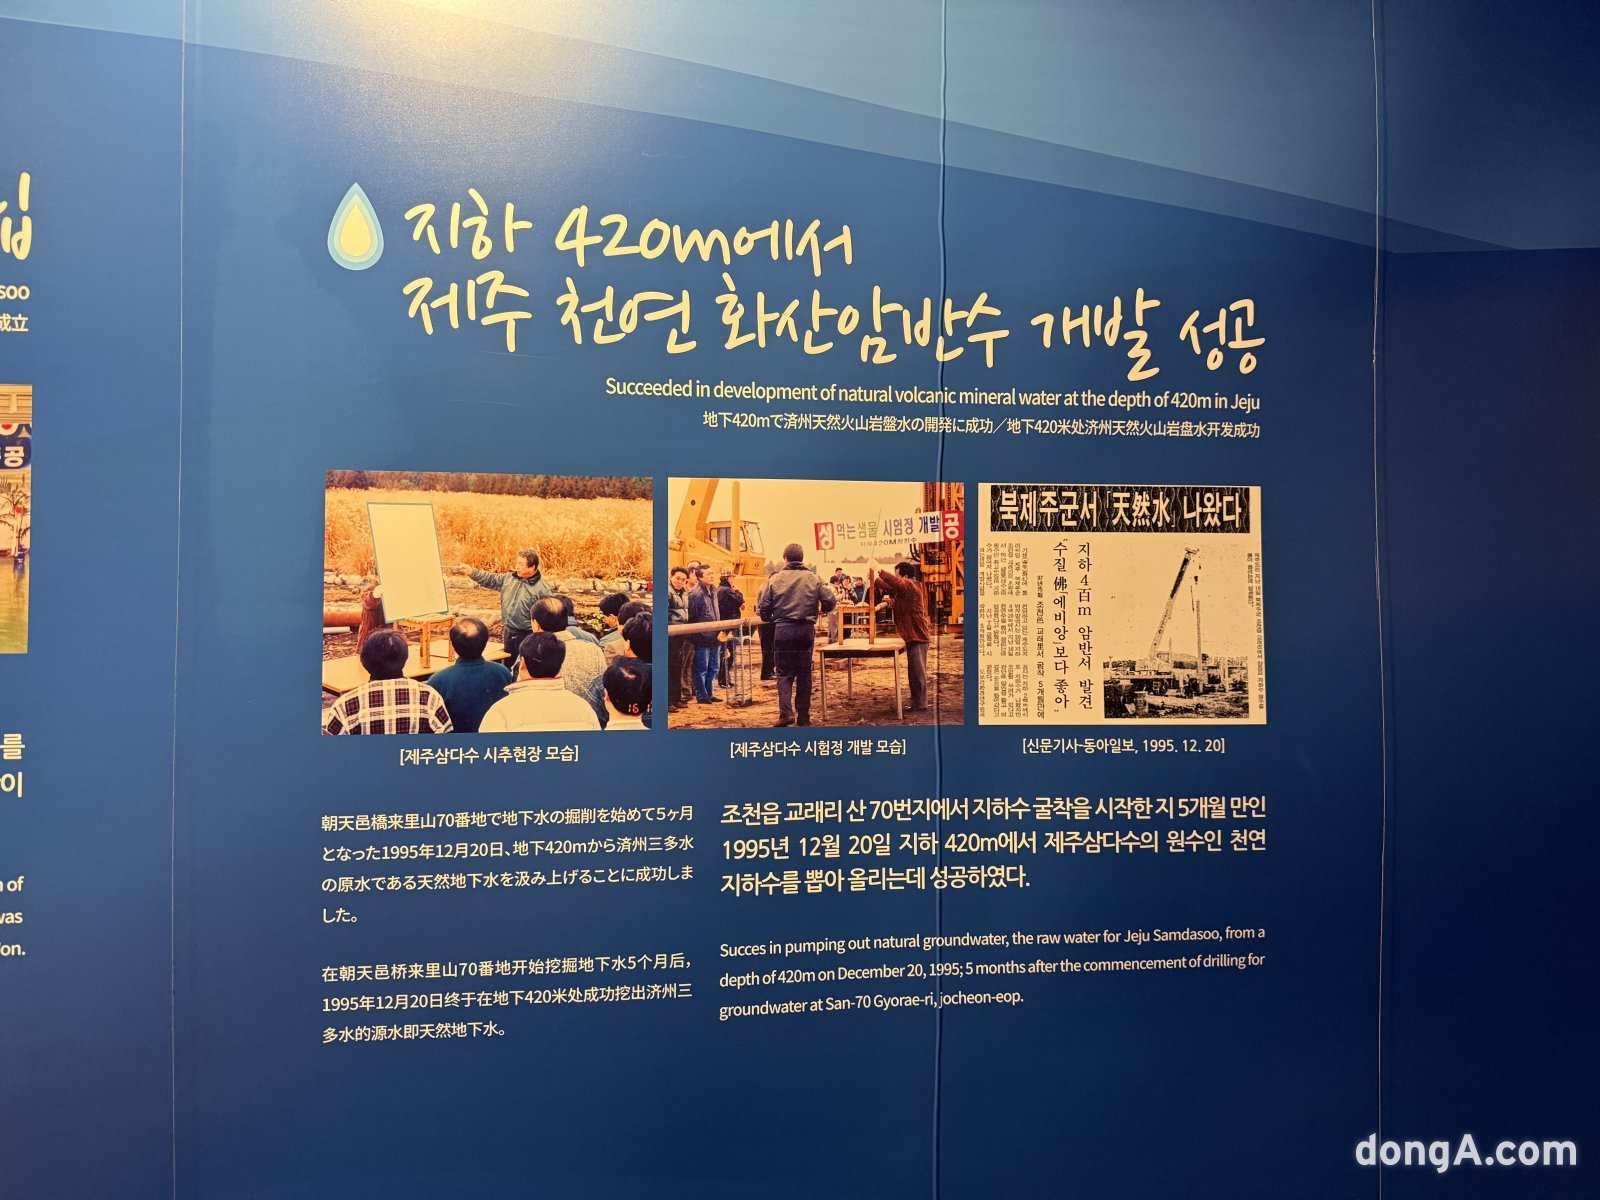 십
soo
成立
공
를
이
of
was
on.
지하 420m에서
제주 천연 화산암반수 개발 성공
Succeeded in development of natural volcanic mineral water at the depth of 420m in Jeju
地下420mで済州天然火山岩盤水の開発に成功／地下420米处济州天然火山岩盘水开发成功
성 먹는샘물 시험정 개발 공
북제주군서 「天然水」 나왔다
지하 4百m 암반서 발견
“수질 佛「에비앙」보다 좋아”
16
[제주삼다수 시추현장 모습]
[제주삼다수 시험정 개발 모습]
[신문기사-동아일보, 1995. 12. 20]
朝天邑橋来里山70番地で地下水の掘削を始めて5ヶ月
となった1995年12月20日、地下420mから済州三多水
の原水である天然地下水を汲み上げることに成功しま
した。
在朝天邑桥来里山70番地开始挖掘地下水5个月后，
1995年12月20日终于在地下420米处成功挖出济州三
多水的源水即天然地下水。
조천읍 교래리 산 70번지에서 지하수 굴착을 시작한 지 5개월 만인
1995년 12월 20일 지하 420m에서 제주삼다수의 원수인 천연
지하수를 뽑아 올리는데 성공하였다.
Succes in pumping out natural groundwater, the raw water for Jeju Samdasoo, from a
depth of 420m on December 20, 1995; 5 months after the commencement of drilling for
groundwater at San-70 Gyorae-ri, jocheon-eop.
dongA.com